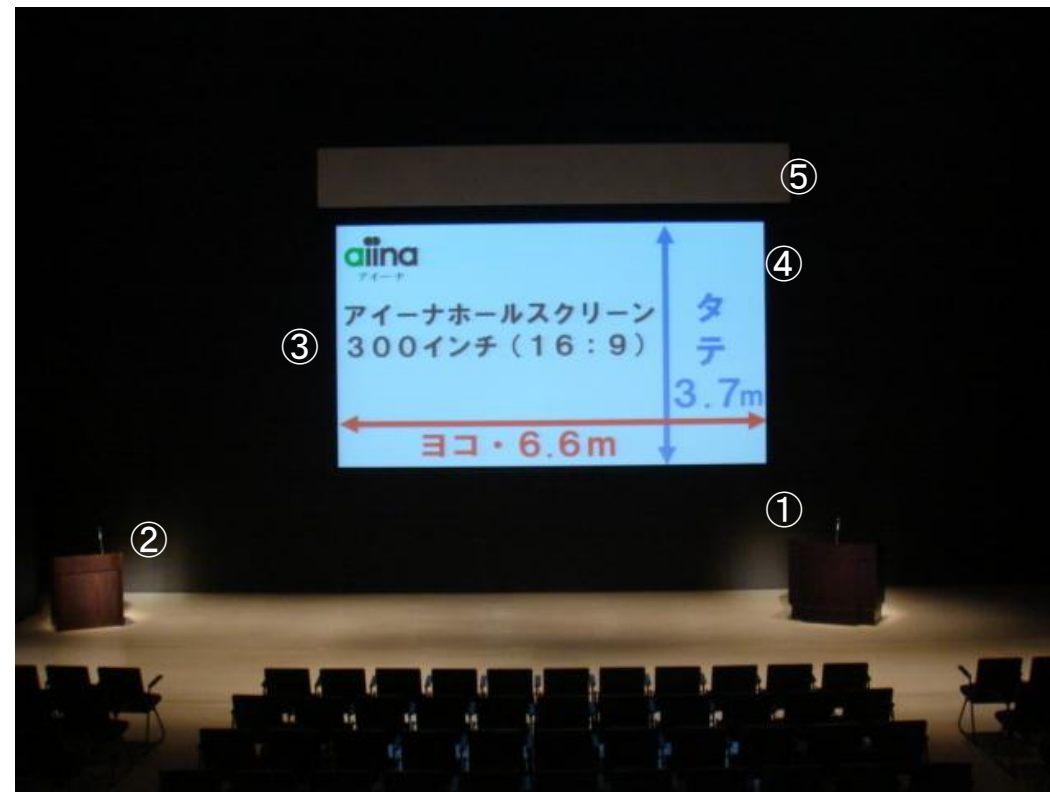 ⑤
aiina
アイーナ
④
アイーナホールスクリーン
３００インチ（１６：９）
タテ
３.７m
③
ヨコ・６.６m
①
②